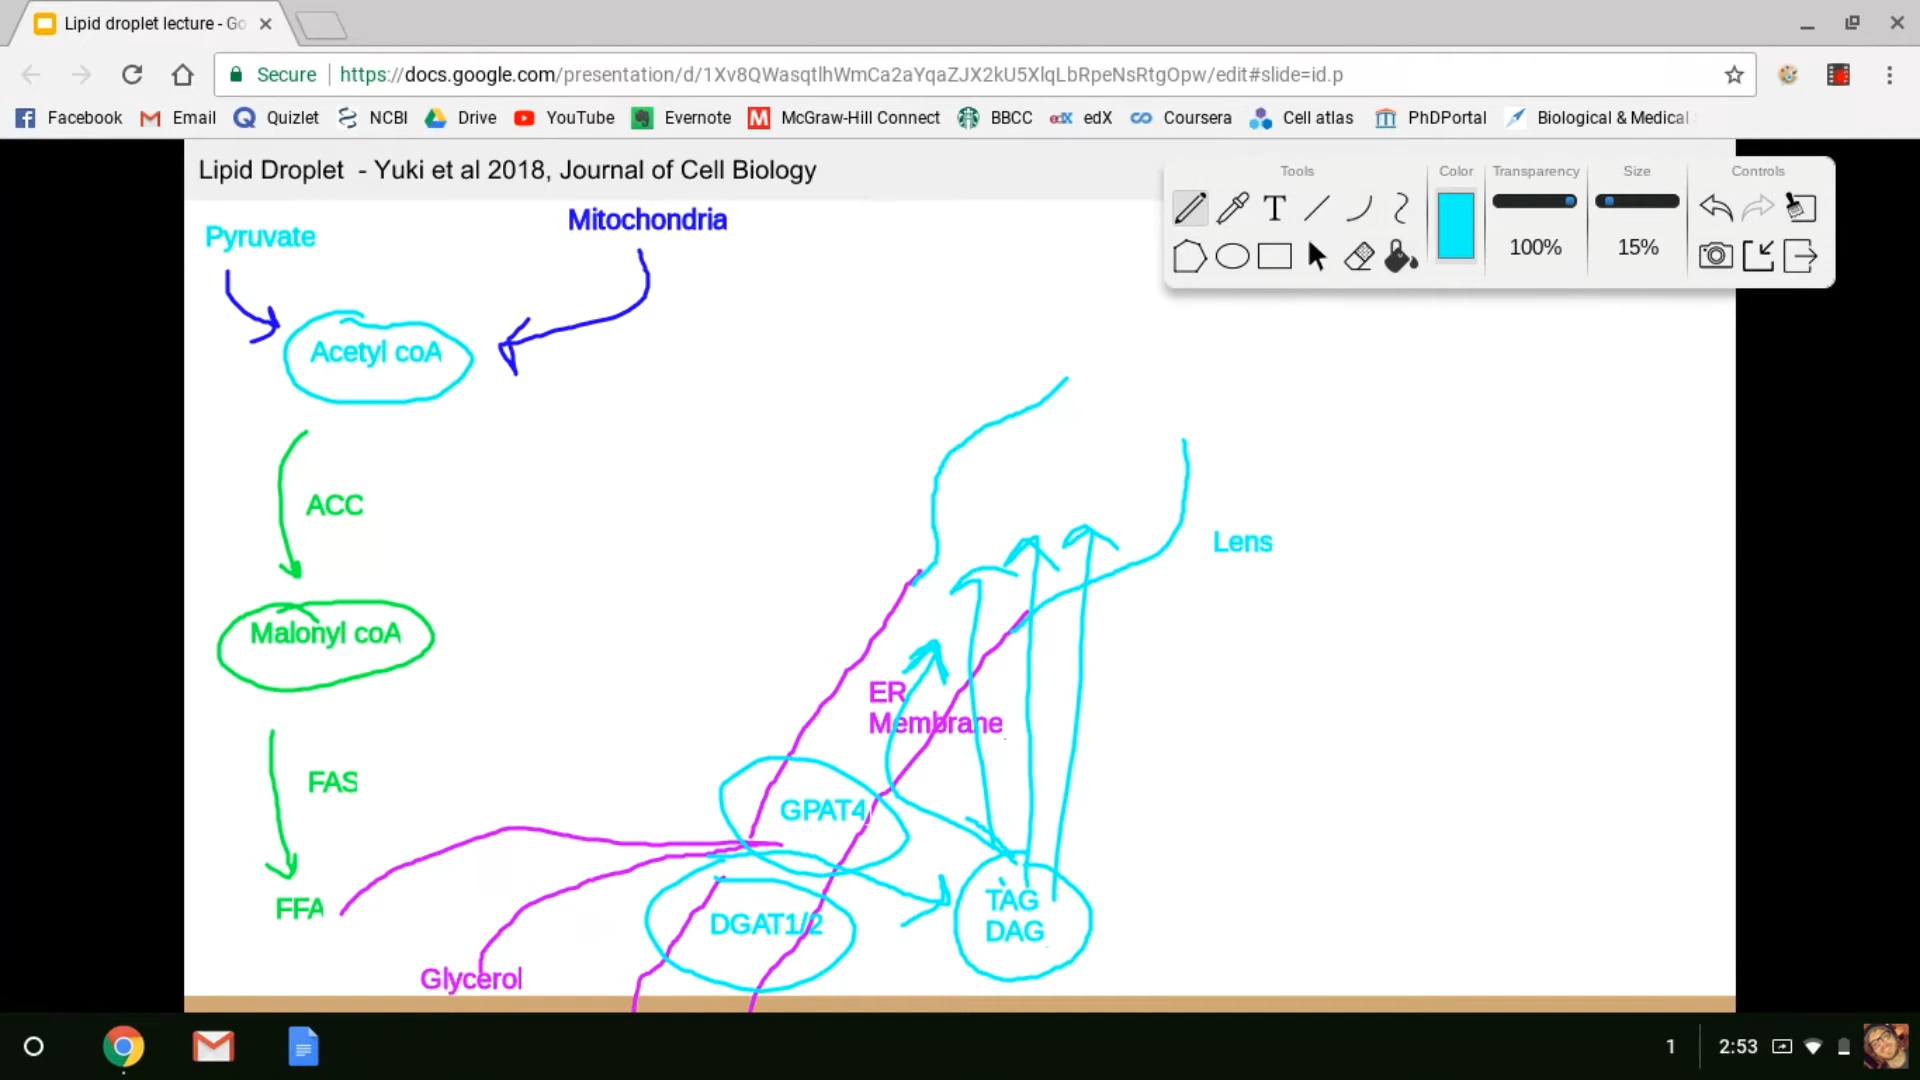 Lipid droplet lecture - Go
Secure
https://docs.google.com/presentation/d/1Xv8QWasqtlhWmCa2aYqaZJX2kU5XlqLbRpeNsRtgOpw/edit#slide=id.p
Facebook Email Quizlet NCBI Drive YouTube Evernote McGraw-Hill Connect BBCC edX Coursera Cell atlas PhDPortal Biological & Medical
Lipid Droplet - Yuki et al 2018, Journal of Cell Biology
Tools Color Transparency Size Controls
T
100% 15%
Pyruvate
Mitochondria
Acetyl coA
ACC
Lens
Malonyl coA
ER
Membrane
FAS
GPAT4
FFA
DGAT1/2
TAG
DAG
Glycerol
1 2:53